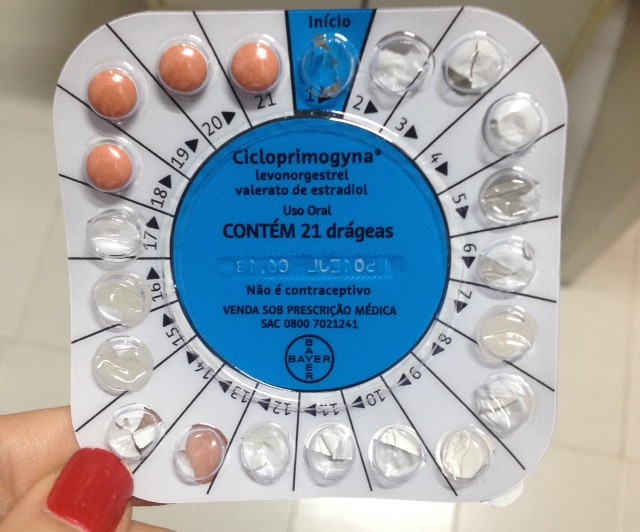 Início
1
2
3
4
5
6
7
8
9
10
11
12
13
14
15
16
17
18
19
20
21
Cicloprimogyna®
levonorgestrel
valerato de estradiol
Uso Oral
CONTÉM 21 drágeas
Não é contraceptivo
VENDA SOB PRESCRIÇÃO MÉDICA
SAC 0800 7021241
BAYER
BAYER